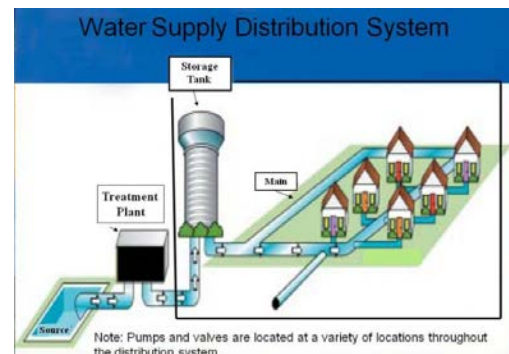 Water Supply Distribution System
Storage
Tank
Main
Treatment
Plant
Source
Note: Pumps and valves are located at a variety of locations throughout
the distribution system